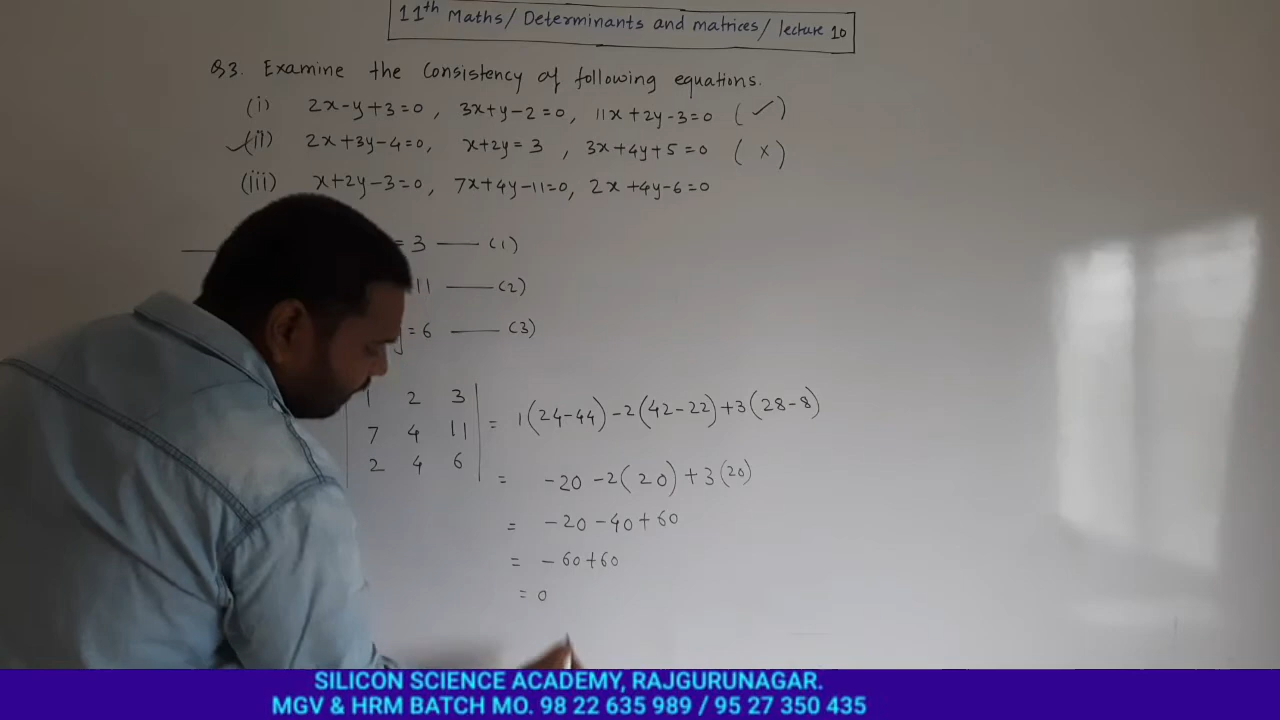 11th Maths/ Determinants and matrices/ lecture 10
Q3. Examine the Consistency of following equations.
(i) 2x-y+3=0, 3x+y-2=0, 11x+2y-3=0 (✓)
(ii) 2x+3y-4=0, x+2y=3, 3x+4y+5=0 (×)
(iii) x+2y-3=0, 7x+4y-11=0, 2x+4y-6=0
= 3 —— (1)
11 —— (2)
y = 6 —— (3)
| 1 2 3 |
| 7 4 11 | = 1(24-44)-2(42-22)+3(28-8)
| 2 4 6 |
= -20-2(20)+3(20)
= -20-40+60
= -60+60
= 0
SILICON SCIENCE ACADEMY, RAJGURUNAGAR.
MGV & HRM BATCH MO. 98 22 635 989 / 95 27 350 435